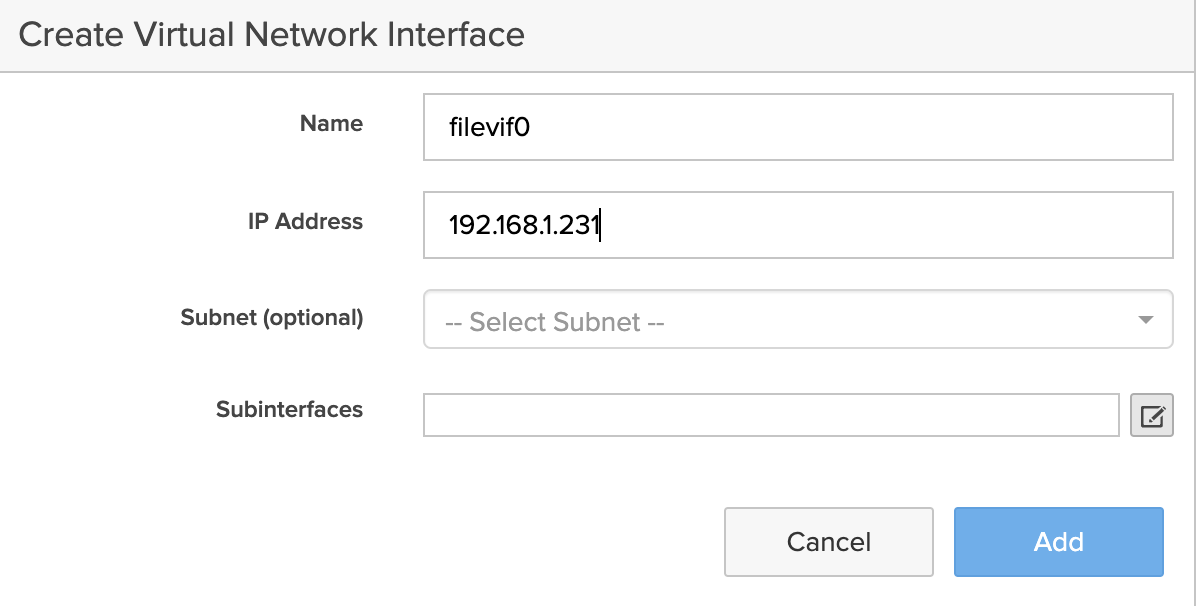 Create Virtual Network Interface
Name
filevif0
IP Address
192.168.1.231
Subnet (optional)
-- Select Subnet --
Subinterfaces
Cancel
Add